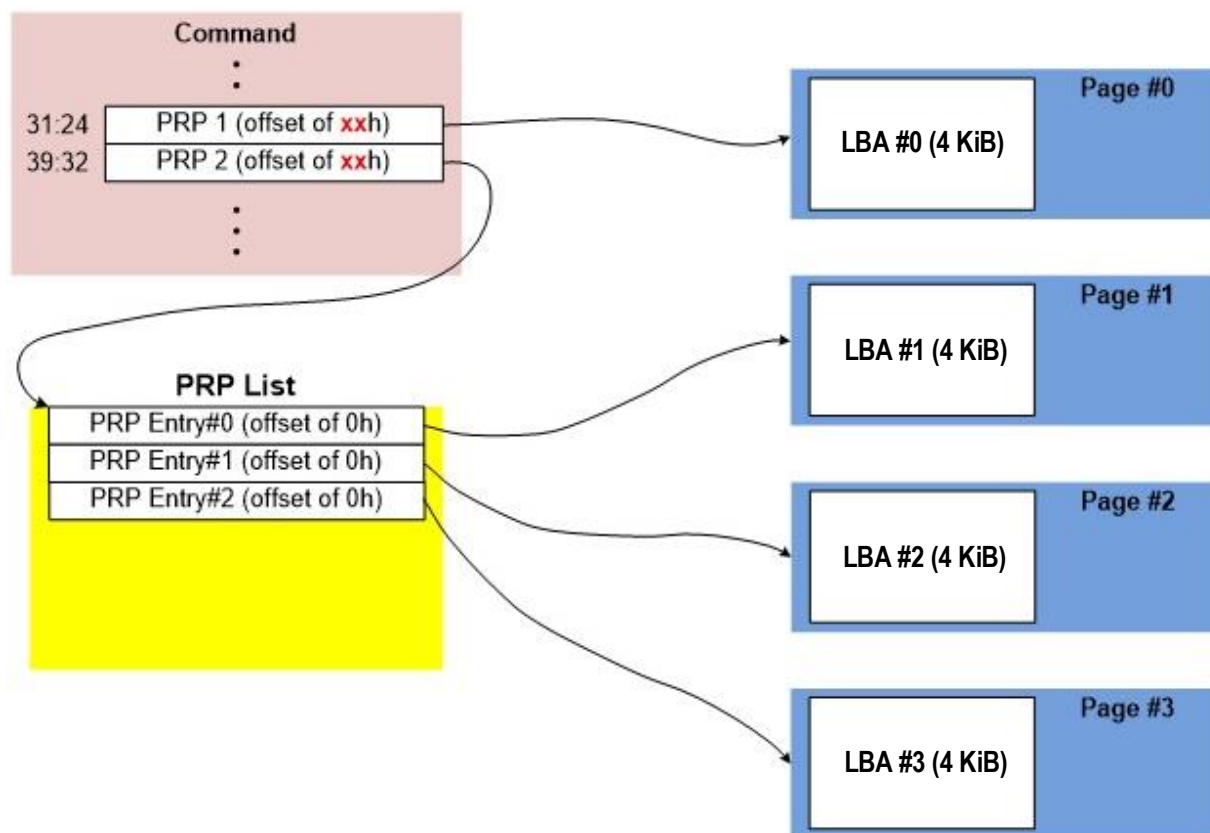 Command
31:24 PRP 1 (offset of xxh)
39:32 PRP 2 (offset of xxh)
PRP List
PRP Entry#0 (offset of 0h)
PRP Entry#1 (offset of 0h)
PRP Entry#2 (offset of 0h)
Page #0
LBA #0 (4 KiB)
Page #1
LBA #1 (4 KiB)
Page #2
LBA #2 (4 KiB)
Page #3
LBA #3 (4 KiB)